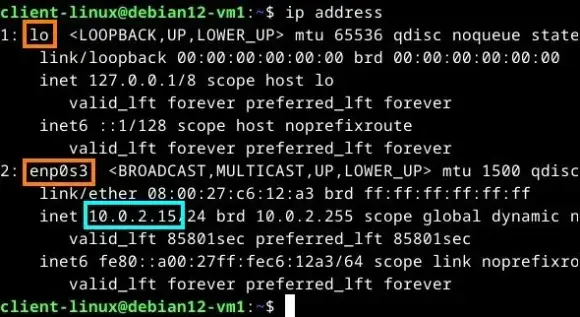 client-linux@debian12-vm1:~$ ip address
1: lo <LOOPBACK,UP,LOWER_UP> mtu 65536 qdisc noqueue state
link/loopback 00:00:00:00:00:00 brd 00:00:00:00:00:00
inet 127.0.0.1/8 scope host lo
valid_lft forever preferred_lft forever
inet6 ::1/128 scope host noprefixroute
valid_lft forever preferred_lft forever
2: enp0s3 <BROADCAST,MULTICAST,UP,LOWER_UP> mtu 1500 qdisc
link/ether 08:00:27:c6:12:a3 brd ff:ff:ff:ff:ff:ff
inet 10.0.2.15/24 brd 10.0.2.255 scope global dynamic n
valid_lft 85801sec preferred_lft 85801sec
inet6 fe80::a00:27ff:fec6:12a3/64 scope link noprefixro
client-linux@debian12-vm1:~$